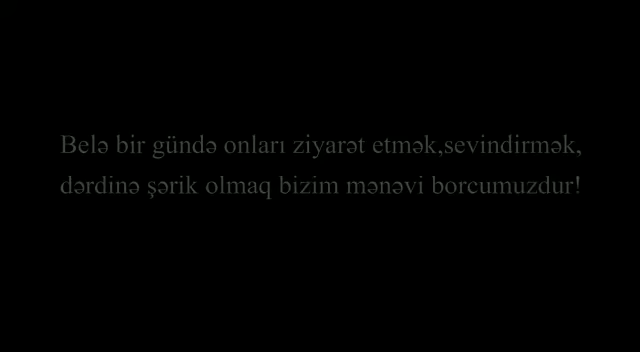 Belə bir gündə onları ziyarət etmək,sevindirmək,
dərdinə şərik olmaq bizim mənəvi borcumuzdur!